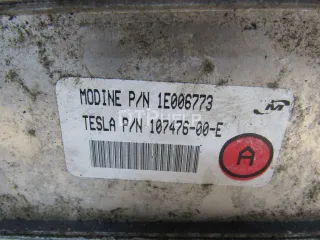 MODINE P/N 1E006773
TESLA P/N 107476-00-E
A